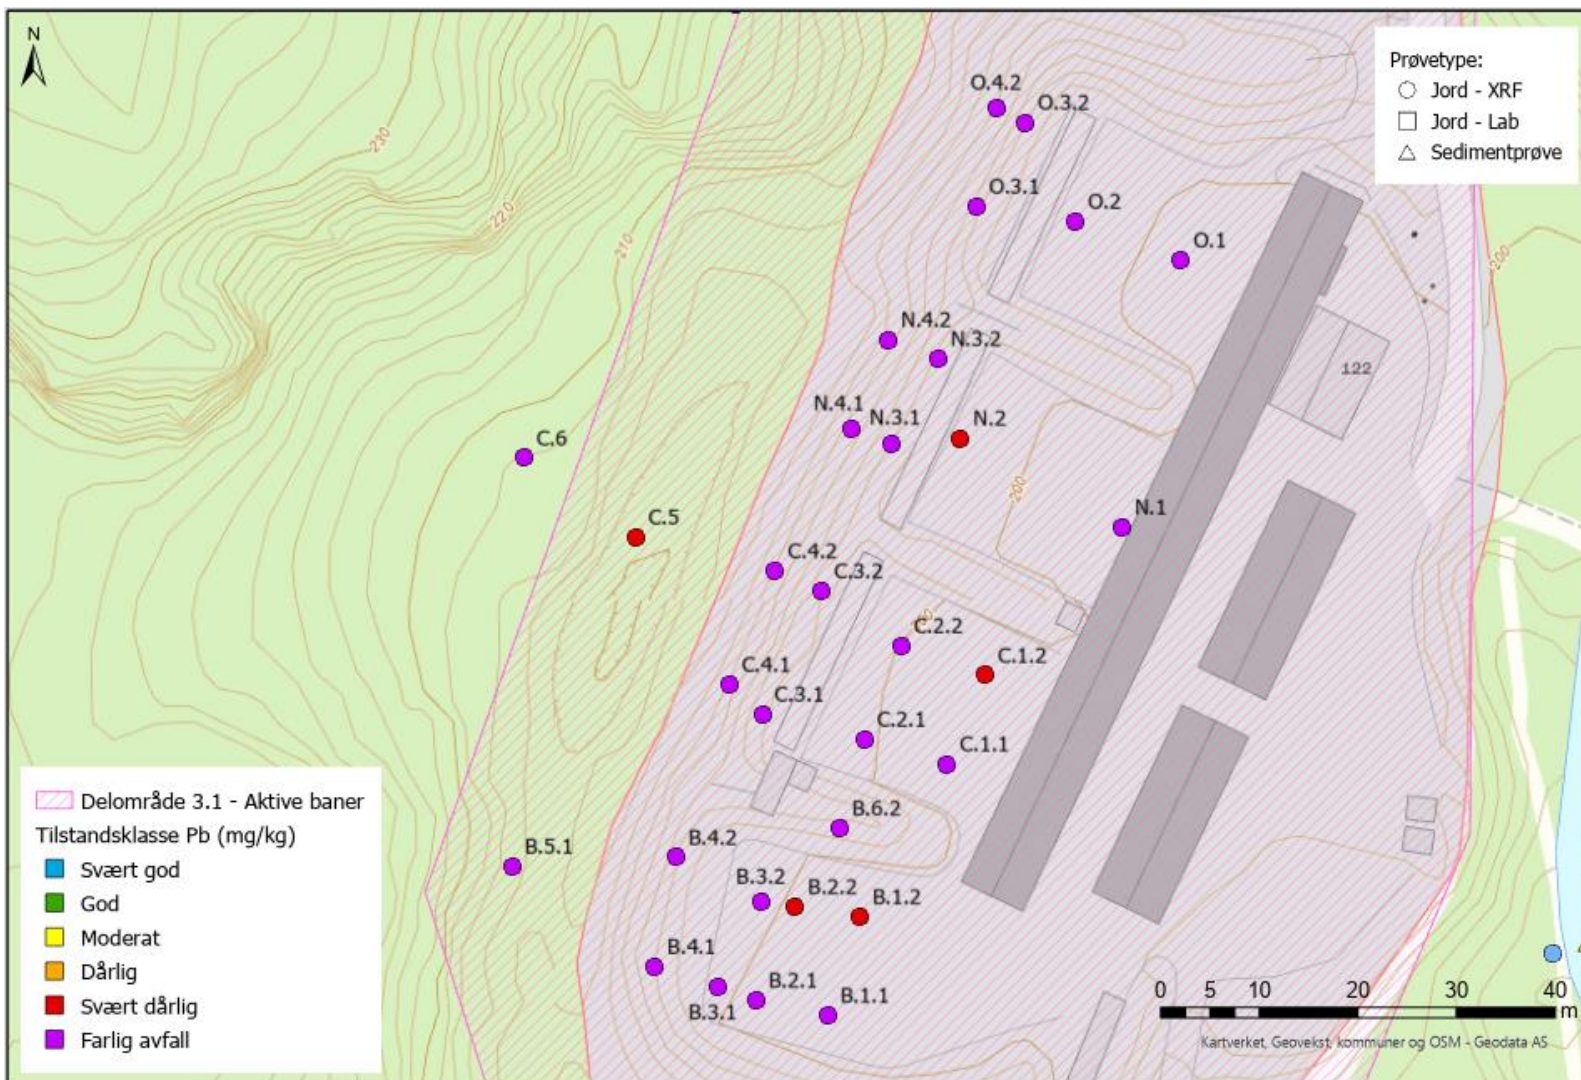 N
Prøvetype:
Jord - XRF
Jord - Lab
Sedimentprøve
O.4.2
O.3.2
230
O.3.1
O.2
220
210
O.1
200
N.4.2
N.3.2
122
N.4.1
N.3.1
N.2
C.6
200
N.1
C.5
C.4.2
C.3.2
C.2.2
C.1.2
C.4.1
C.3.1
C.2.1
C.1.1
Delområde 3.1 - Aktive baner
Tilstandsklasse Pb (mg/kg)
Svært god
God
Moderat
Dårlig
Svært dårlig
Farlig avfall
B.6.2
B.4.2
B.5.1
B.3.2
B.2.2
B.1.2
B.4.1
B.2.1
B.1.1
B.3.1
0 5 10 20 30 40
m
Kartverket, Geovekst, kommuner og OSM - Geodata AS